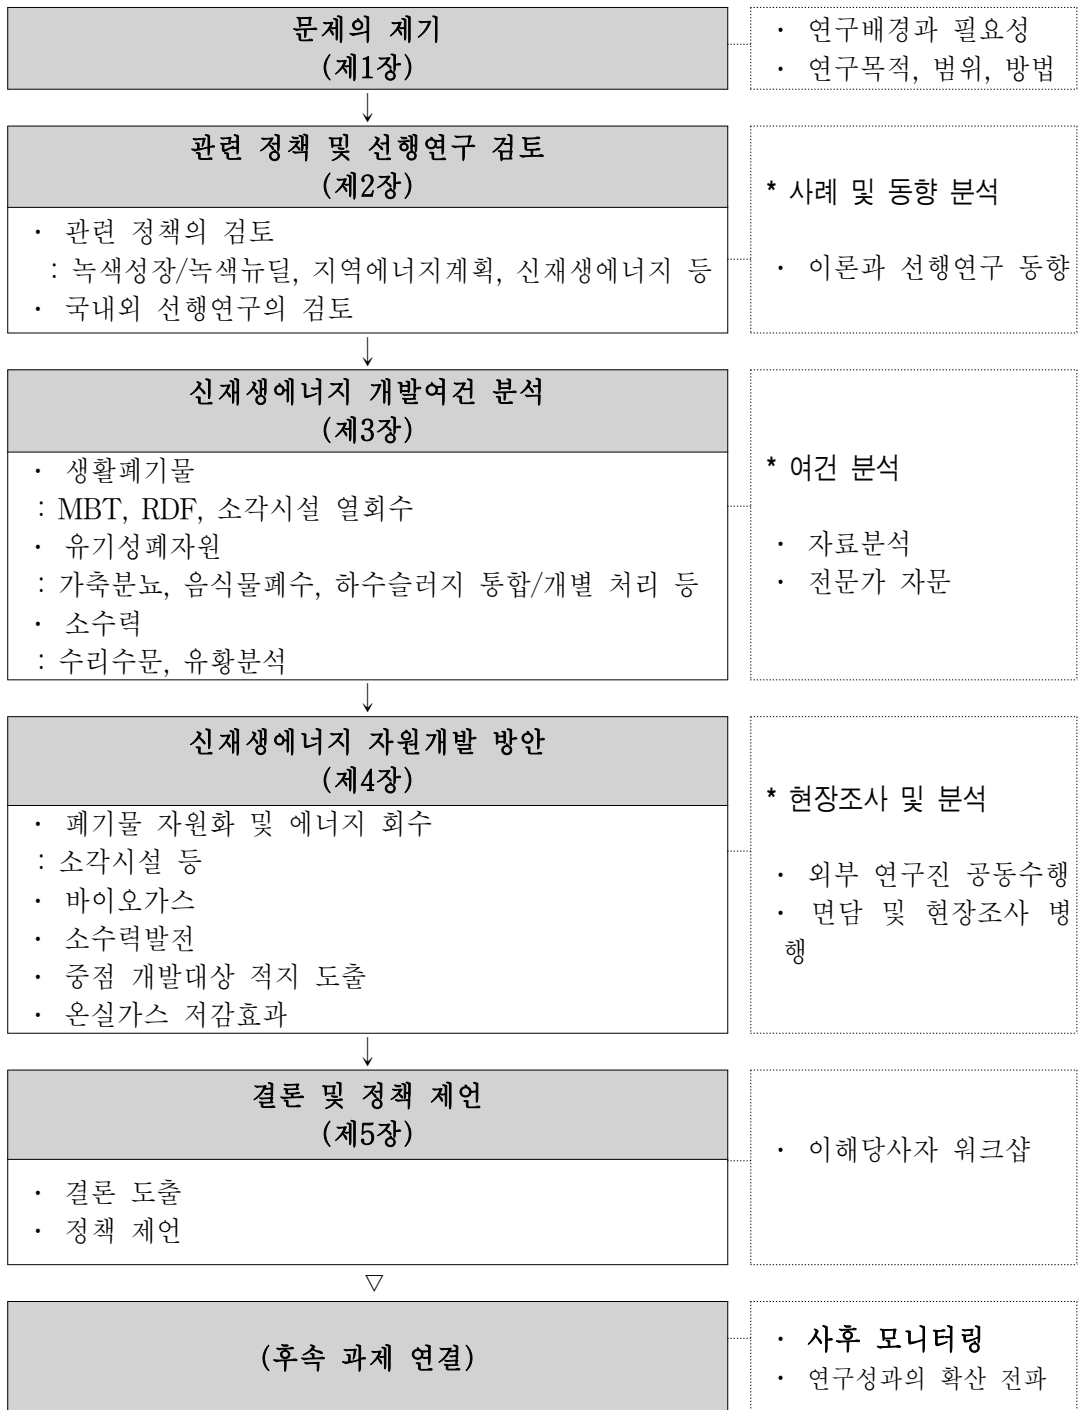 문제의 제기
(제1장)
· 연구배경과 필요성
· 연구목적, 범위, 방법
↓
관련 정책 및 선행연구 검토
(제2장)
· 관련 정책의 검토
: 녹색성장/녹색뉴딜, 지역에너지계획, 신재생에너지 등
· 국내외 선행연구의 검토
* 사례 및 동향 분석
· 이론과 선행연구 동향
↓
신재생에너지 개발여건 분석
(제3장)
· 생활폐기물
: MBT, RDF, 소각시설 열회수
· 유기성폐자원
: 가축분뇨, 음식물폐수, 하수슬러지 통합/개별 처리 등
· 소수력
: 수리수문, 유황분석
* 여건 분석
· 자료분석
· 전문가 자문
↓
신재생에너지 자원개발 방안
(제4장)
· 폐기물 자원화 및 에너지 회수
: 소각시설 등
· 바이오가스
· 소수력발전
· 중점 개발대상 적지 도출
· 온실가스 저감효과
* 현장조사 및 분석
· 외부 연구진 공동수행
· 면담 및 현장조사 병
행
↓
결론 및 정책 제언
(제5장)
· 결론 도출
· 정책 제언
· 이해당사자 워크샵
▽
(후속 과제 연결)
· 사후 모니터링
· 연구성과의 확산 전파